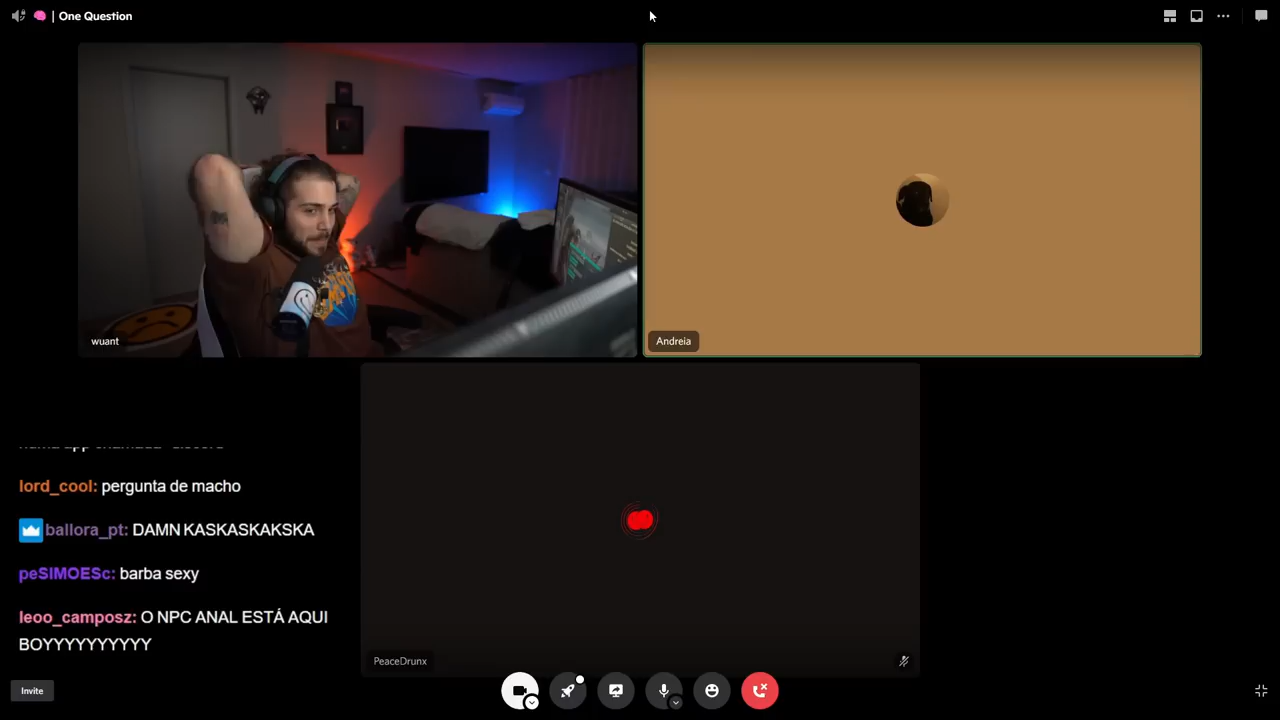 | One Question
wuant
Andreia
lord_cool: pergunta de macho
ballora_pt: DAMN KASKASKAKSKA
peSIMOESc: barba sexy
leoo_camposz: O NPC ANAL ESTÁ AQUI
BOYYYYYYYYYY
PeaceDrunx
Invite